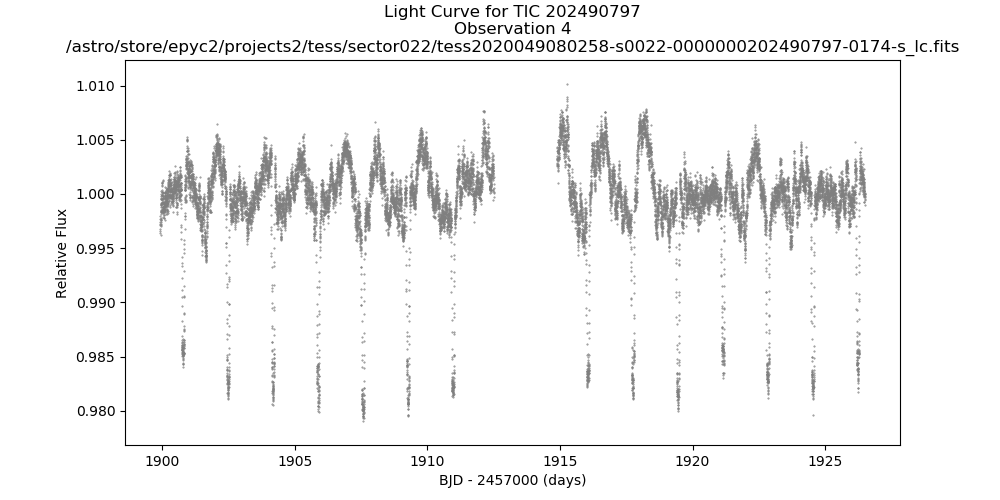 Light Curve for TIC 202490797
Observation 4
/astro/store/epyc2/projects2/tess/sector022/tess2020049080258-s0022-0000000202490797-0174-s_lc.fits
1.010
1.005
1.000
0.995
0.990
0.985
0.980
Relative Flux
1900
1905
1910
1915
1920
1925
BJD - 2457000 (days)